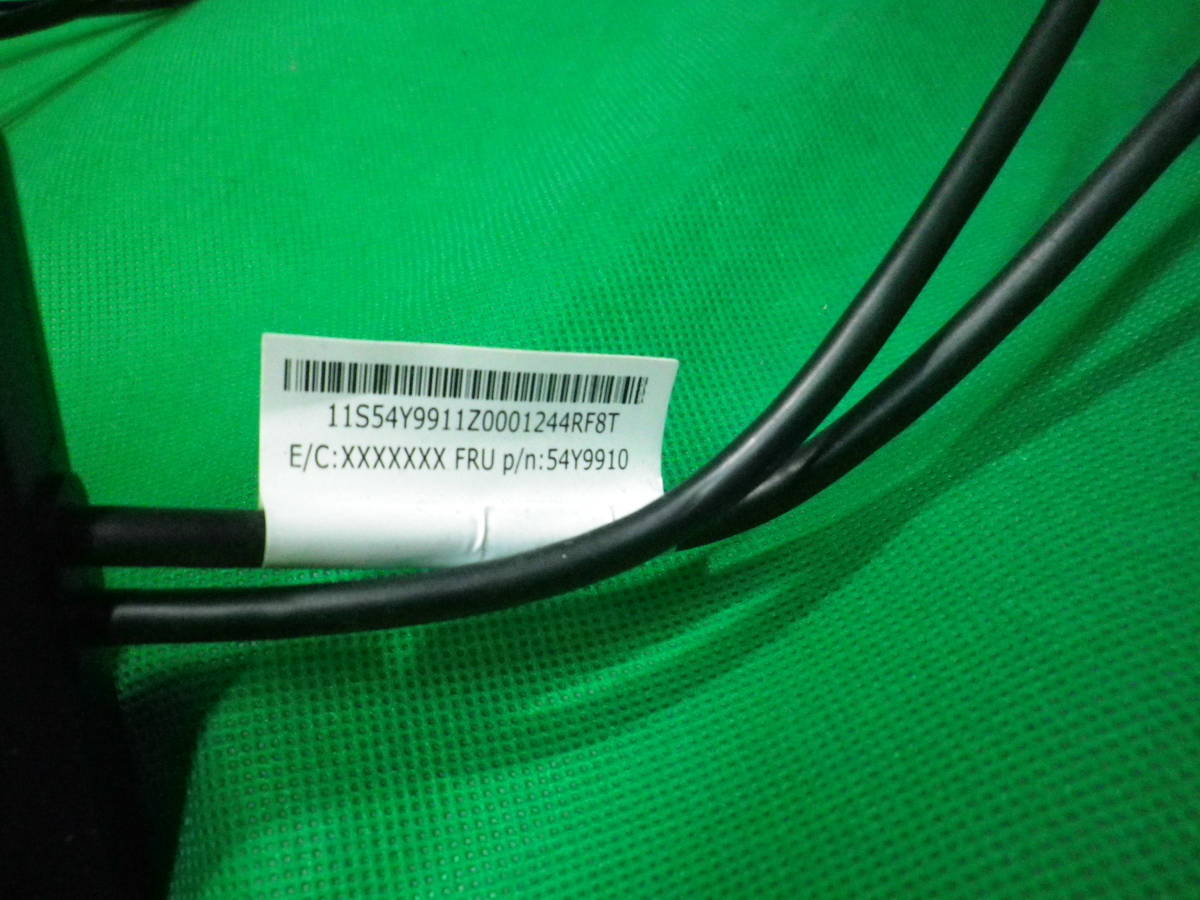 11S54Y9911Z0001244RF8T
E/C:XXXXXXX FRU p/n:54Y9910